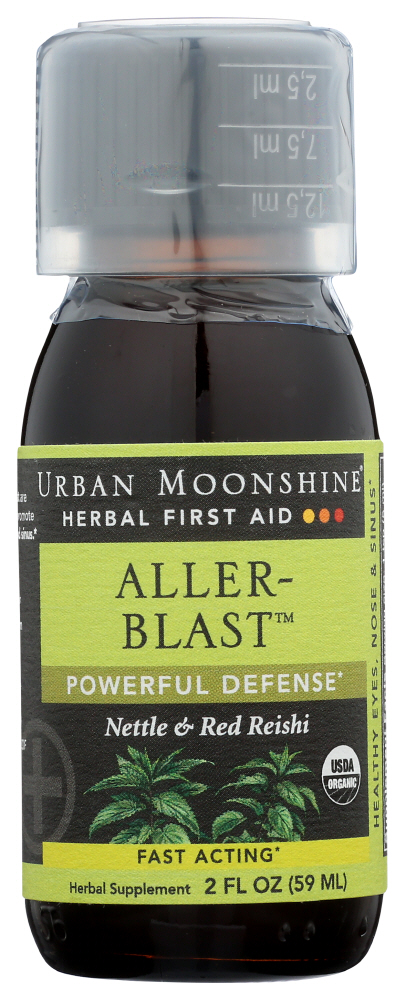 2,5 ml
7,5 ml
12,5 ml
URBAN MOONSHINE®
HERBAL FIRST AID
ALLER-
BLAST™
POWERFUL DEFENSE*
Nettle & Red Reishi
USDA
ORGANIC
FAST ACTING*
Herbal Supplement 2 FL OZ (59 ML)
HEALTHY EYES, NOSE & SINUS*